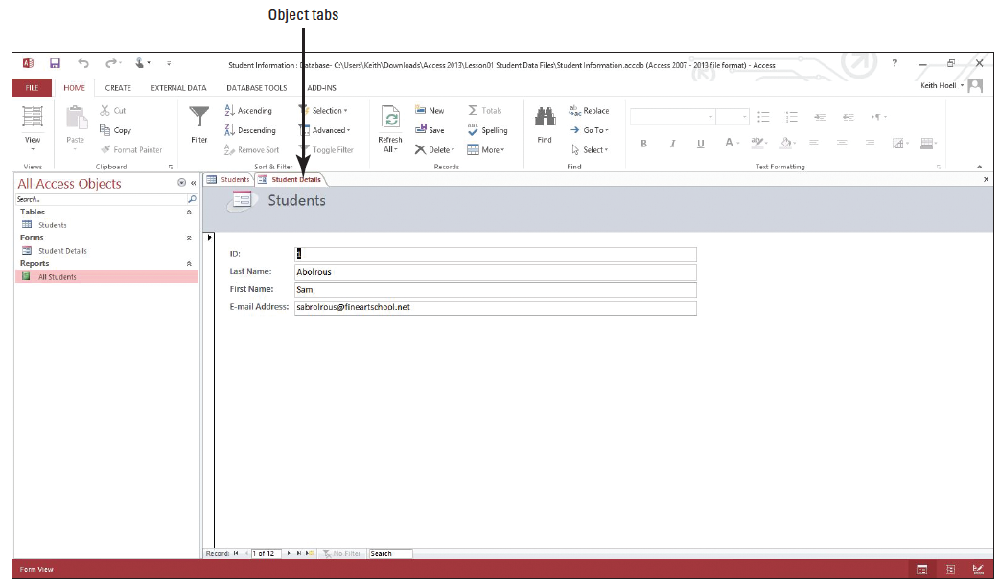 Object tabs
Student Information : Database- C:\Users\Keith\Downloads\Access 2013\Lesson01 Student Data Files\Student Information.accdb (Access 2007 - 2013 file format) - Access
FILE HOME CREATE EXTERNAL DATA DATABASE TOOLS ADD-INS
Keith Hoell
View
Views
Paste
Cut
Copy
Format Painter
Clipboard
Filter
Ascending
Descending
Remove Sort
Selection
Advanced
Toggle Filter
Sort & Filter
Refresh
All
New
Save
Delete
Totals
Spelling
More
Records
Find
Replace
Go To
Select
Find
B I U A
Text Formatting
All Access Objects
Search..
Tables
Students
Forms
Student Details
Reports
All Students
Students
Student Details
Students
ID: 1
Last Name: Abolrous
First Name: Sam
E-mail Address: sabrolrous@fineartschool.net
Record: 1 of 12 No Filter Search
Form View